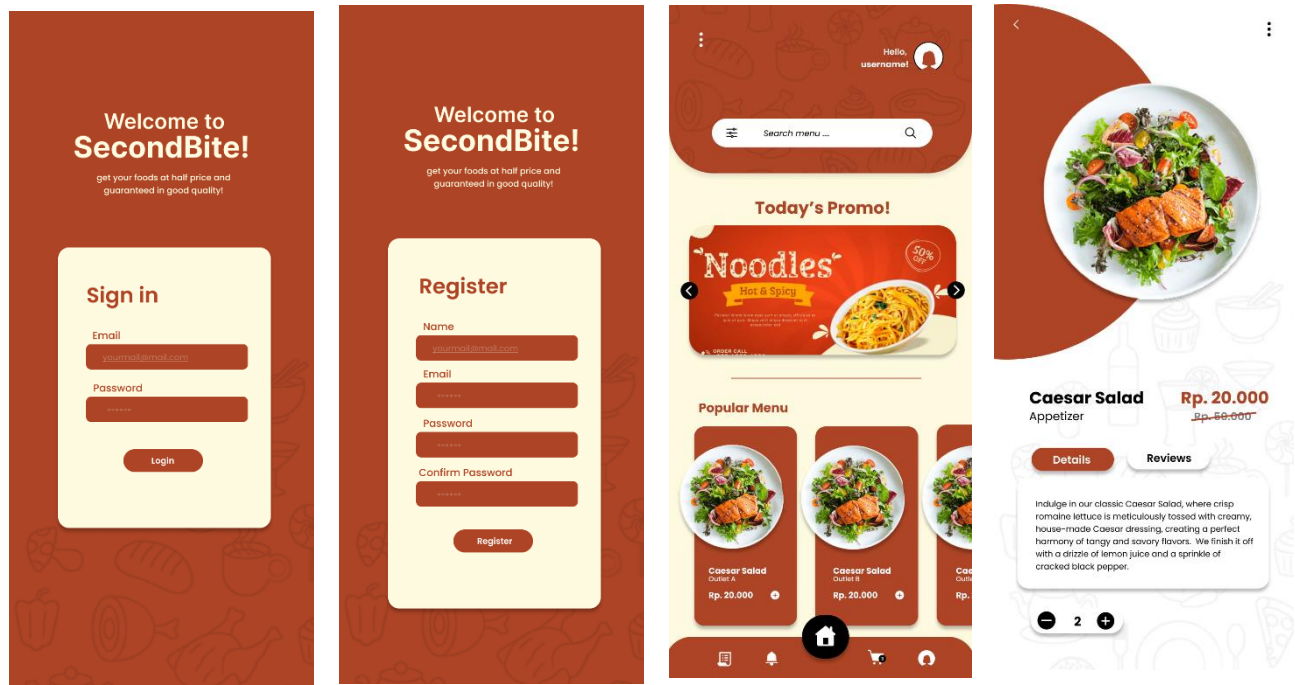 Welcome to
SecondBite!
get your foods at half price and
guaranteed in good quality!
Sign in
Email
yourmail@mail.com
Password
******
Login
Welcome to
SecondBite!
get your foods at half price and
guaranteed in good quality!
Register
Name
yourmail@mail.com
Email
******
Password
******
Confirm Password
******
Register
Hello,
username!
Search menu ...
Today's Promo!
Noodles
Hot & Spicy
50%
OFF
ORDER CALL
Popular Menu
Caesar Salad
Outlet A
Rp. 20.000
Caesar Salad
Outlet B
Rp. 20.000
Cae
Outl
Rp.
Caesar Salad
Rp. 20.000
Appetizer
Rp. 50.000
Details
Reviews
Indulge in our classic Caesar Salad, where crisp
romaine lettuce is meticulously tossed with creamy,
house-made Caesar dressing, creating a perfect
harmony of tangy and savory flavors. We finish it off
with a drizzle of lemon juice and a sprinkle of
cracked black pepper.
2